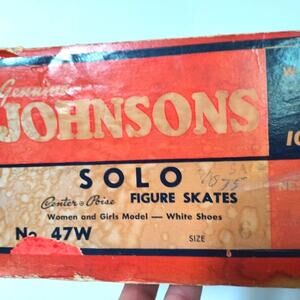 Genuine
JOHNSONS
SOLO
Center Poise FIGURE SKATES
Women and Girls Model — White Shoes
No. 47W
SIZE